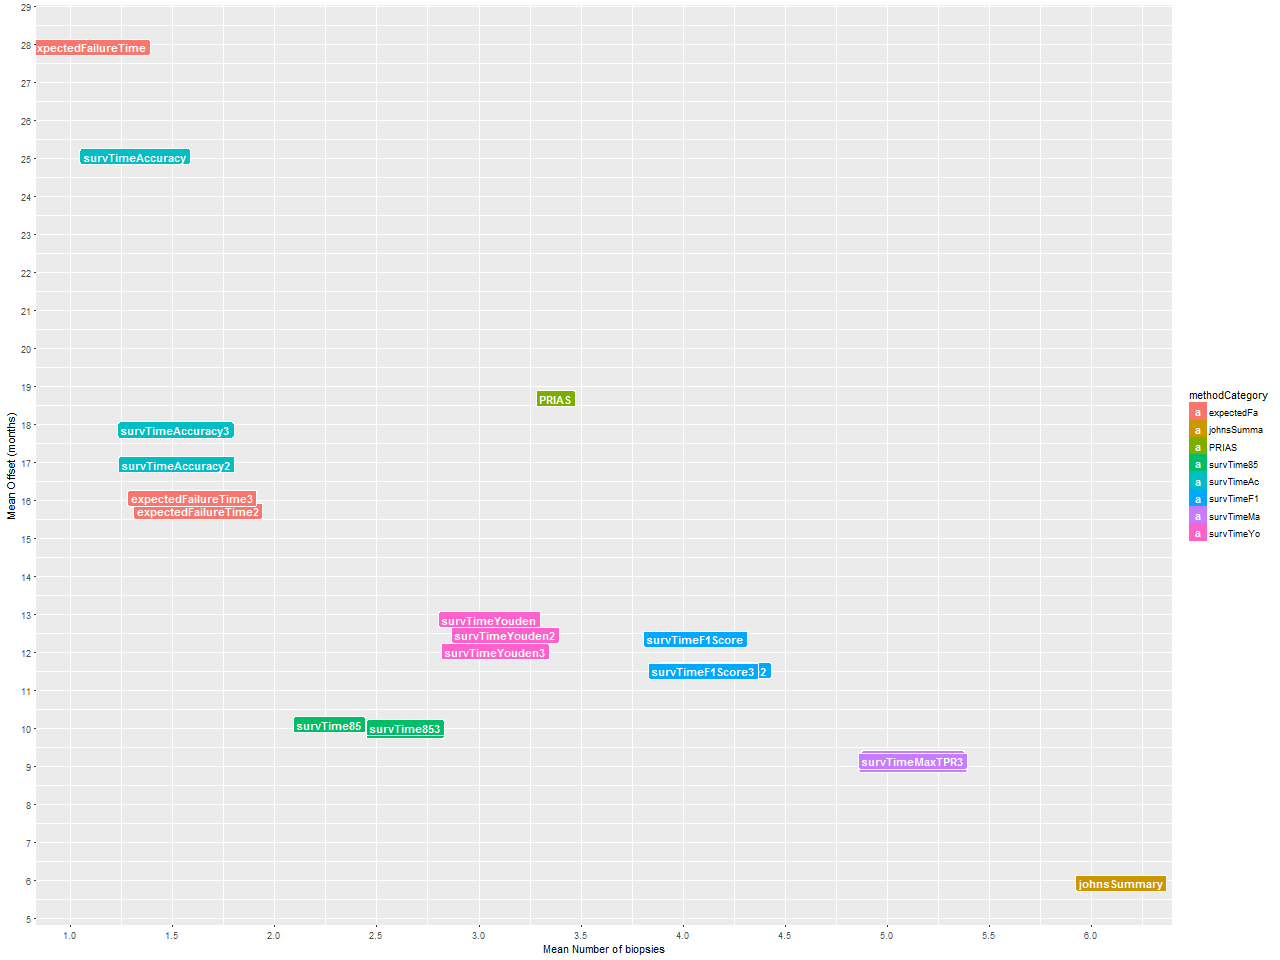 29
28
27
26
25
24
23
22
21
20
19
18
17
16
15
14
13
12
11
10
9
8
7
6
5
Mean Offset (months)
xpectedFailureTime
survTimeAccuracy
PRIAS
survTimeAccuracy3
survTimeAccuracy2
expectedFailureTime3
expectedFailureTime2
survTimeYouden
survTimeYouden2
survTimeYouden3
survTimeF1Score
survTimeF1Score3 2
survTime85
survTime853
survTimeMaxTPR3
johnsSummary
1.0 1.5 2.0 2.5 3.0 3.5 4.0 4.5 5.0 5.5 6.0
Mean Number of biopsies
methodCategory
a expectedFa
a johnsSumma
a PRIAS
a survTime85
a survTimeAc
a survTimeF1
a survTimeMa
a survTimeYo